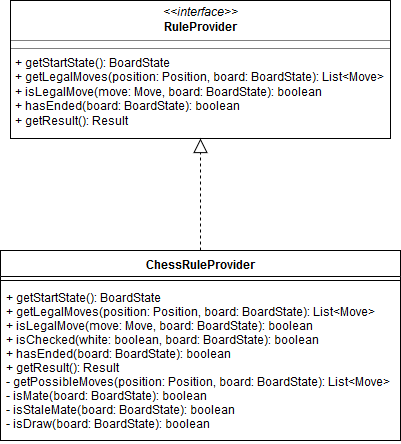 <<interface>>
RuleProvider
+ getStartState(): BoardState
+ getLegalMoves(position: Position, board: BoardState): List<Move>
+ isLegalMove(move: Move, board: BoardState): boolean
+ hasEnded(board: BoardState): boolean
+ getResult(): Result
ChessRuleProvider
+ getStartState(): BoardState
+ getLegalMoves(position: Position, board: BoardState): List<Move>
+ isLegalMove(move: Move, board: BoardState): boolean
+ isChecked(white: boolean, board: BoardState): boolean
+ hasEnded(board: BoardState): boolean
+ getResult(): Result
- getPossibleMoves(position: Position, board: BoardState): List<Move>
- isMate(board: BoardState): boolean
- isStaleMate(board: BoardState): boolean
- isDraw(board: BoardState): boolean